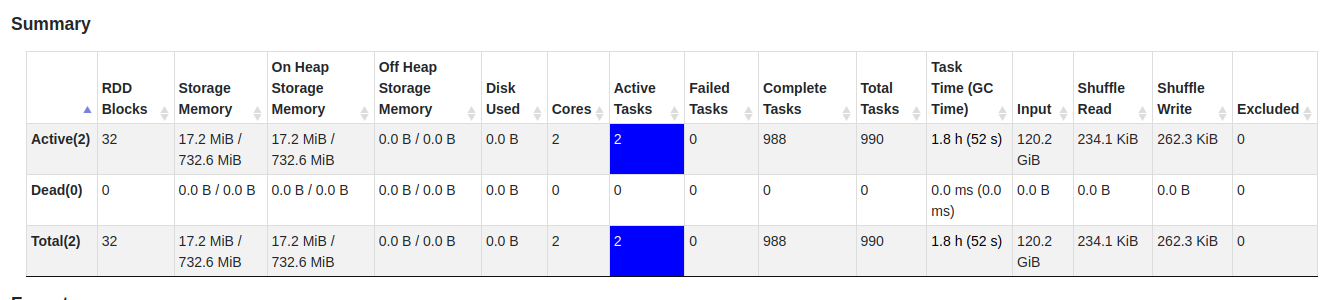 Summary
RDD Blocks Storage Memory On Heap Storage Memory Off Heap Storage Memory Disk Used Cores Active Tasks Failed Tasks Complete Tasks Total Tasks Task Time (GC Time) Input Shuffle Read Shuffle Write Excluded
Active(2) 32 17.2 MiB / 732.6 MiB 17.2 MiB / 732.6 MiB 0.0 B / 0.0 B 0.0 B 2 2 0 988 990 1.8 h (52 s) 120.2 GiB 234.1 KiB 262.3 KiB 0
Dead(0) 0 0.0 B / 0.0 B 0.0 B / 0.0 B 0.0 B / 0.0 B 0.0 B 0 0 0 0 0 0.0 ms (0.0 ms) 0.0 B 0.0 B 0.0 B 0
Total(2) 32 17.2 MiB / 732.6 MiB 17.2 MiB / 732.6 MiB 0.0 B / 0.0 B 0.0 B 2 2 0 988 990 1.8 h (52 s) 120.2 GiB 234.1 KiB 262.3 KiB 0